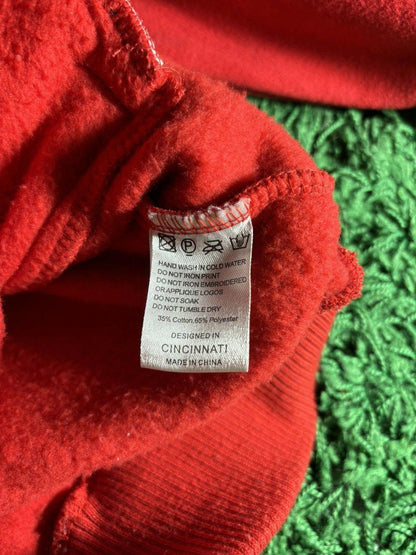 HAND WASH IN COLD WATER
DO NOT IRON PRINT
DO NOT IRON EMBROIDERED
OR APPLIQUE LOGOS
DO NOT SOAK
DO NOT TUMBLE DRY
35% Cotton.65% Polyester
DESIGNED IN
CINCINNATI
MADE IN CHINA